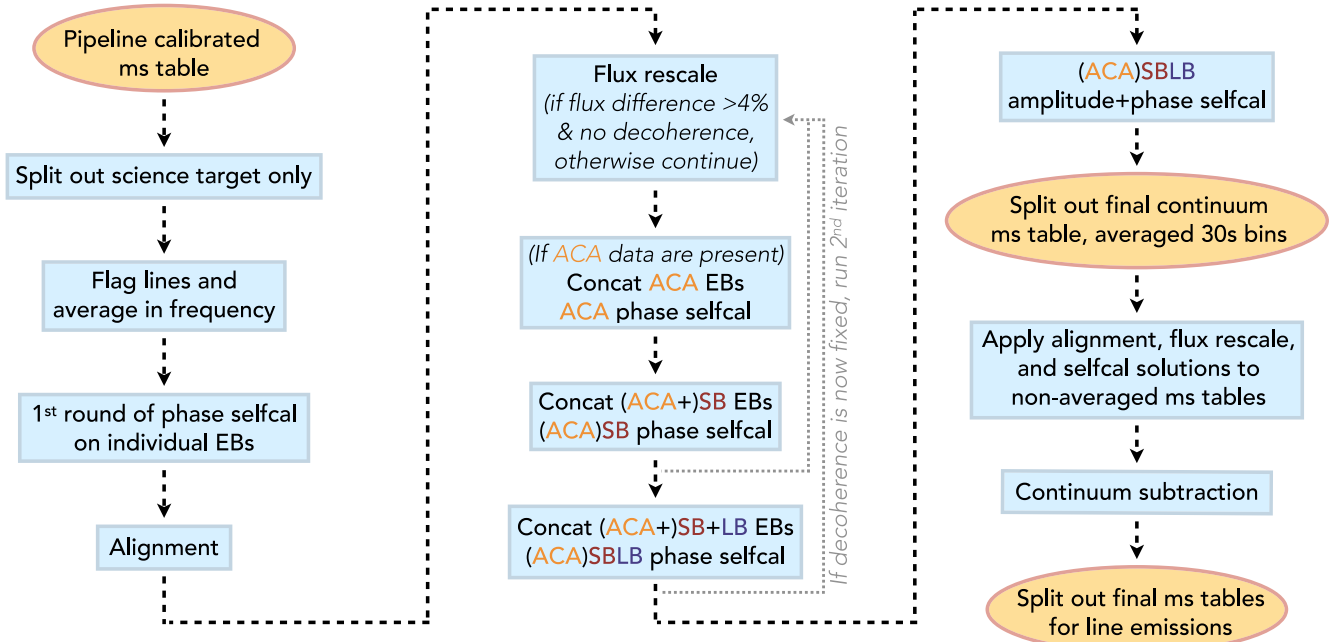 Pipeline calibrated
ms table
Split out science target only
Flag lines and
average in frequency
1st round of phase selfcal
on individual EBs
Alignment
Flux rescale
(if flux difference >4%
& no decoherence,
otherwise continue)
(If ACA data are present)
Concat ACA EBs
ACA phase selfcal
Concat (ACA+)SB EBs
(ACA)SB phase selfcal
Concat (ACA+)SB+LB EBs
(ACA)SBLB phase selfcal
If decoherence is now fixed, run 2nd iteration
(ACA)SBLB
amplitude+phase selfcal
Split out final continuum
ms table, averaged 30s bins
Apply alignment, flux rescale,
and selfcal solutions to
non-averaged ms tables
Continuum subtraction
Split out final ms tables
for line emissions